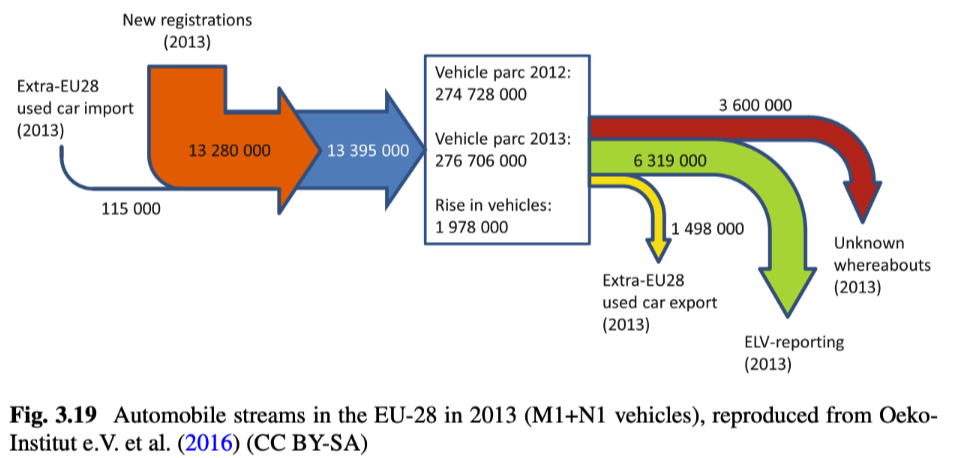 New registrations
(2013)
Extra-EU28
used car import
(2013)
115 000
13 280 000
13 395 000
Vehicle parc 2012:
274 728 000
Vehicle parc 2013:
276 706 000
Rise in vehicles:
1 978 000
3 600 000
6 319 000
1 498 000
Extra-EU28
used car export
(2013)
ELV-reporting
(2013)
Unknown
whereabouts
(2013)
Fig. 3.19 Automobile streams in the EU-28 in 2013 (M1+N1 vehicles), reproduced from Oeko-
Institut e.V. et al. (2016) (CC BY-SA)